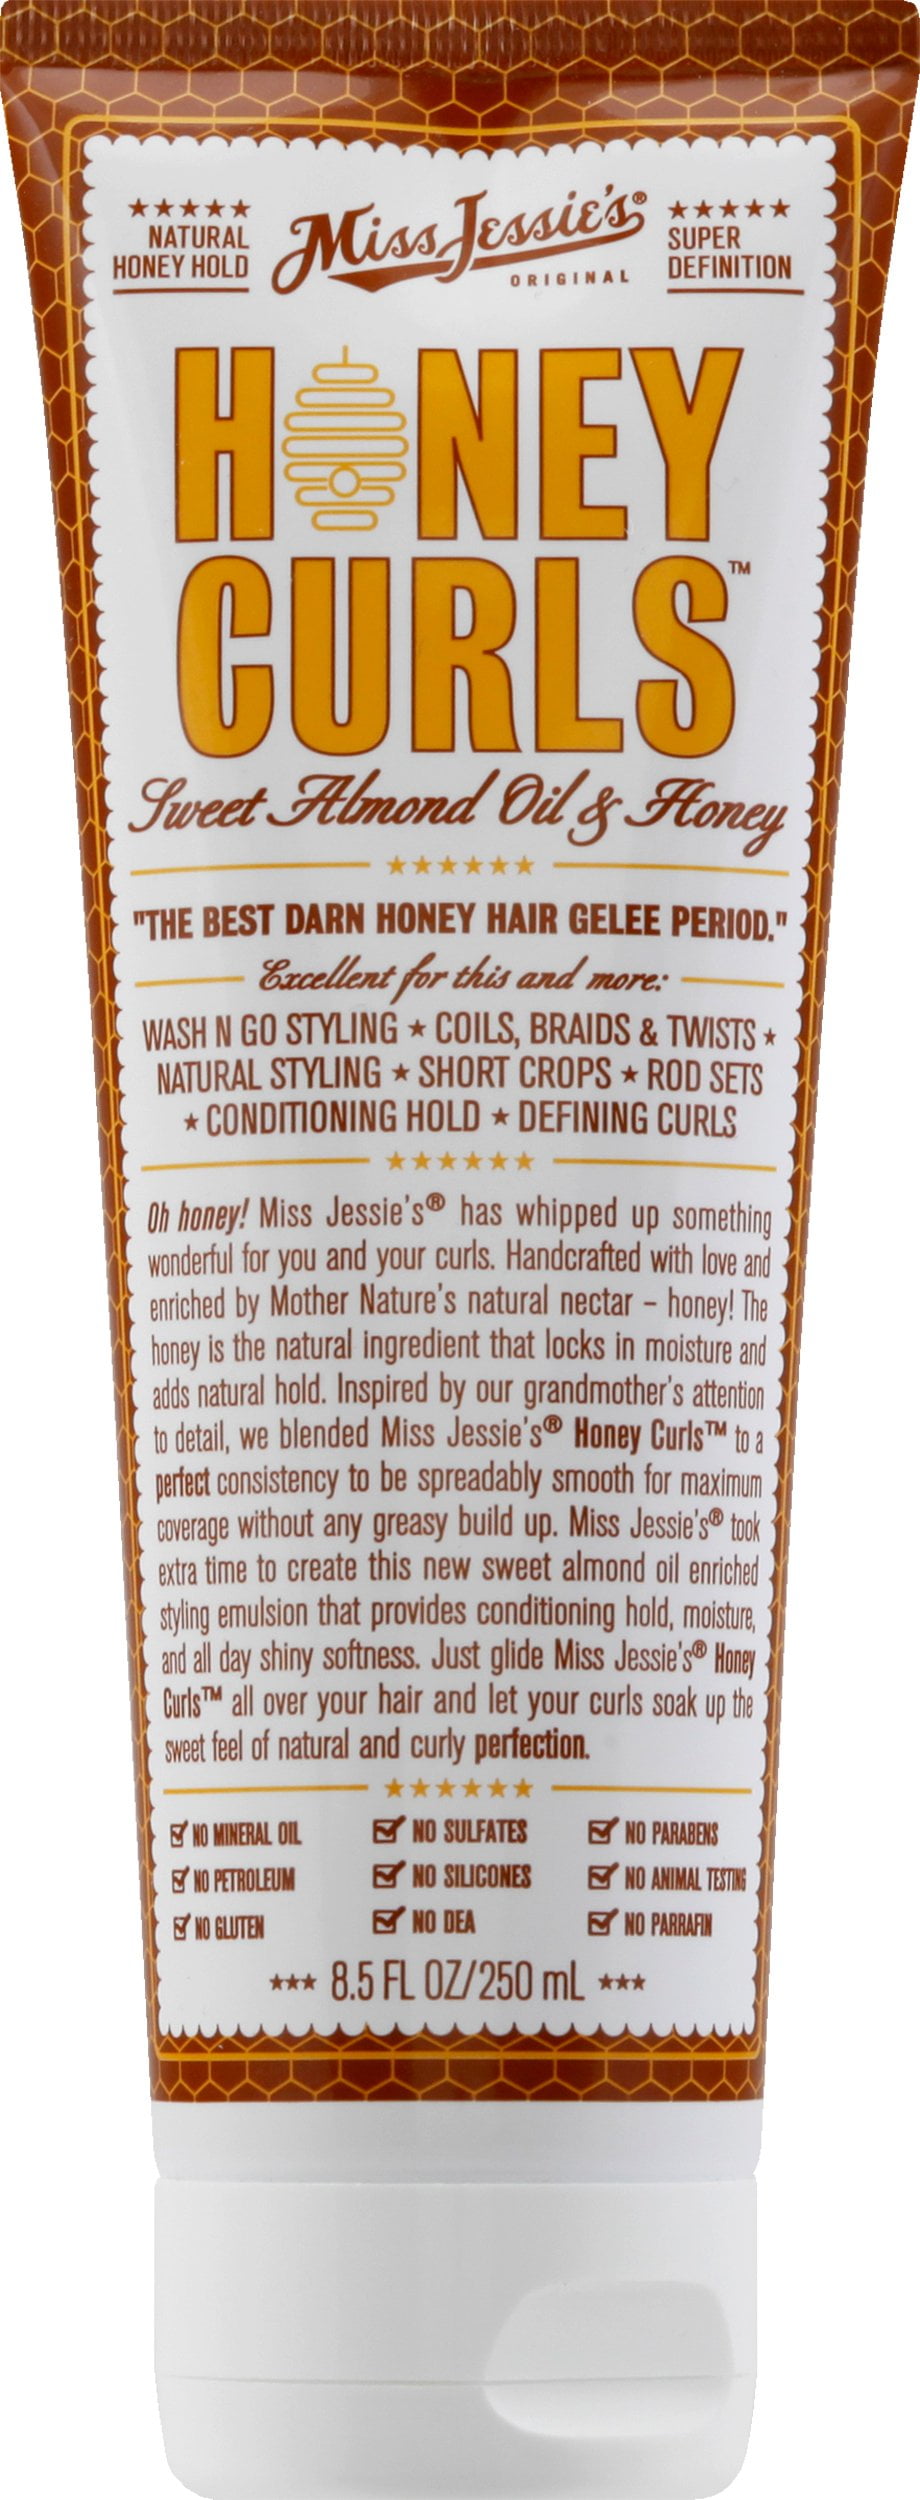 ★★★★★ Miss Jessie's® ★★★★★
NATURAL SUPER
HONEY HOLD ORIGINAL DEFINITION
HONEY
CURLS™
Sweet Almond Oil & Honey
★★★★★★
"THE BEST DARN HONEY HAIR GELEE PERIOD."
Excellent for this and more:
WASH N GO STYLING ★ COILS, BRAIDS & TWISTS ★
NATURAL STYLING ★ SHORT CROPS ★ ROD SETS
★ CONDITIONING HOLD ★ DEFINING CURLS
★★★★★★
Oh honey! Miss Jessie's® has whipped up something
wonderful for you and your curls. Handcrafted with love and
enriched by Mother Nature's natural nectar – honey! The
honey is the natural ingredient that locks in moisture and
adds natural hold. Inspired by our grandmother's attention
to detail, we blended Miss Jessie's® Honey Curls™ to a
perfect consistency to be spreadably smooth for maximum
coverage without any greasy build up. Miss Jessie's® took
extra time to create this new sweet almond oil enriched
styling emulsion that provides conditioning hold, moisture,
and all day shiny softness. Just glide Miss Jessie's® Honey
Curls™ all over your hair and let your curls soak up the
sweet feel of natural and curly perfection.
★★★★★★
☑ NO MINERAL OIL ☑ NO SULFATES ☑ NO PARABENS
☑ NO PETROLEUM ☑ NO SILICONES ☑ NO ANIMAL TESTING
☑ NO GLUTEN ☑ NO DEA ☑ NO PARRAFIN
★★★ 8.5 FL OZ/250 mL ★★★